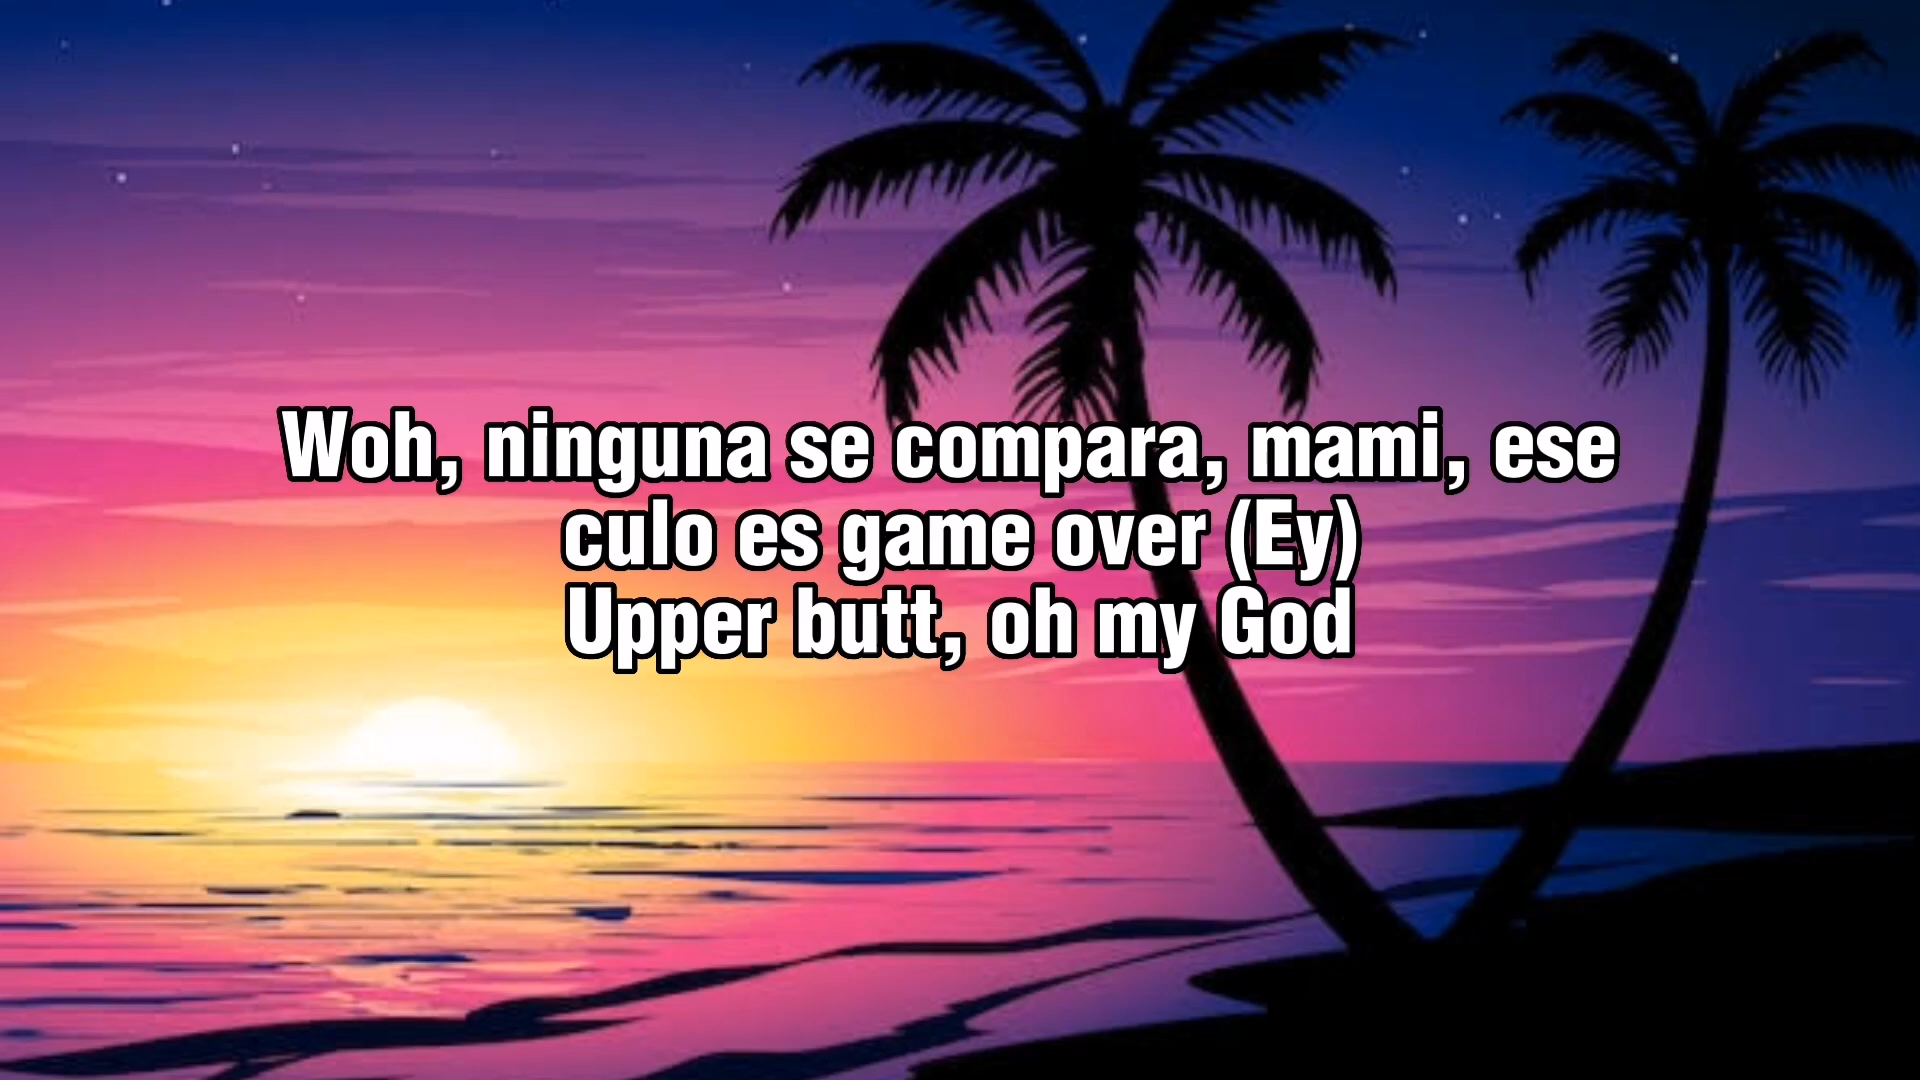 Woh, ninguna se compara, mami, ese
culo es game over (Ey)
Upper butt, oh my God